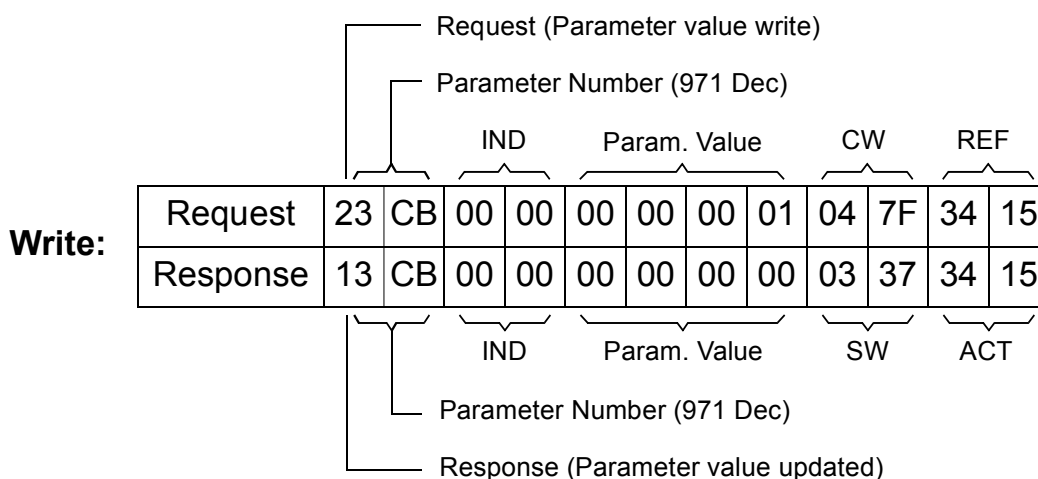 Request (Parameter value write)
Parameter Number (971 Dec)
IND Param. Value CW REF
Write:
Request 23 CB 00 00 00 00 00 01 04 7F 34 15
Response 13 CB 00 00 00 00 00 00 03 37 34 15
IND Param. Value SW ACT
Parameter Number (971 Dec)
Response (Parameter value updated)